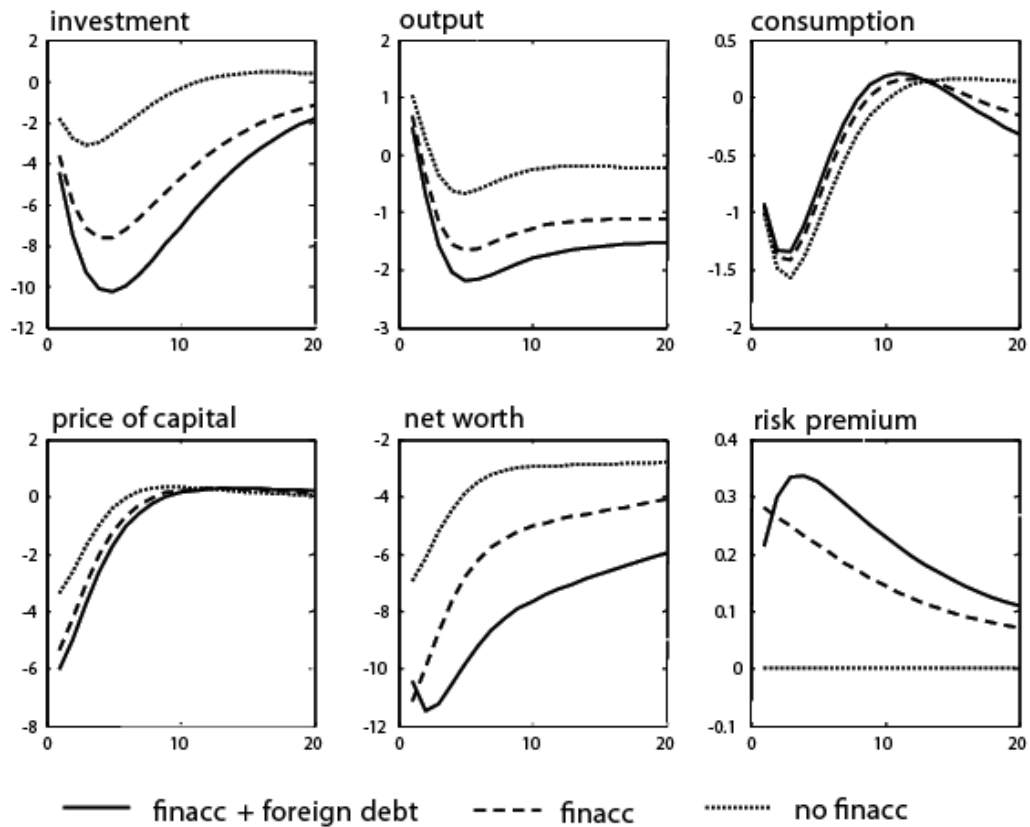 investment output consumption
2 2 0.5
0 1 0
-2 0 -0.5
-4 -1 -1
-6 -2 -1.5
-8 -3 -2
-10
-12
0 10 20 0 10 20 0 10 20
price of capital net worth risk premium
2 -2 0.4
0 -4 0.3
-2 -6 0.2
-4 -8 0.1
-6 -10 0
-8 -12 -0.1
0 10 20 0 10 20 0 10 20
finacc + foreign debt finacc no finacc